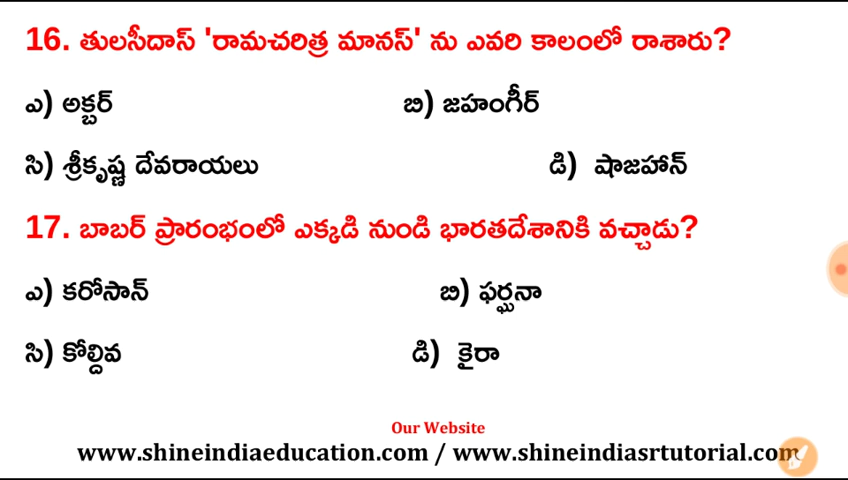 16. తులసీదాస్ 'రామచరిత్ర మానస్' ను ఎవరి కాలంలో రాశారు?
ఎ) అక్బర్ బి) జహంగీర్
సి) శ్రీకృష్ణ దేవరాయలు డి) షాజహాన్
17. బాబర్ ప్రారంభంలో ఎక్కడి నుండి భారతదేశానికి వచ్చాడు?
ఎ) కరోసాన్ బి) ఫర్ఘనా
సి) కోల్దివ డి) కైరా
Our Website
www.shineindiaeducation.com / www.shineindiasrtutorial.com